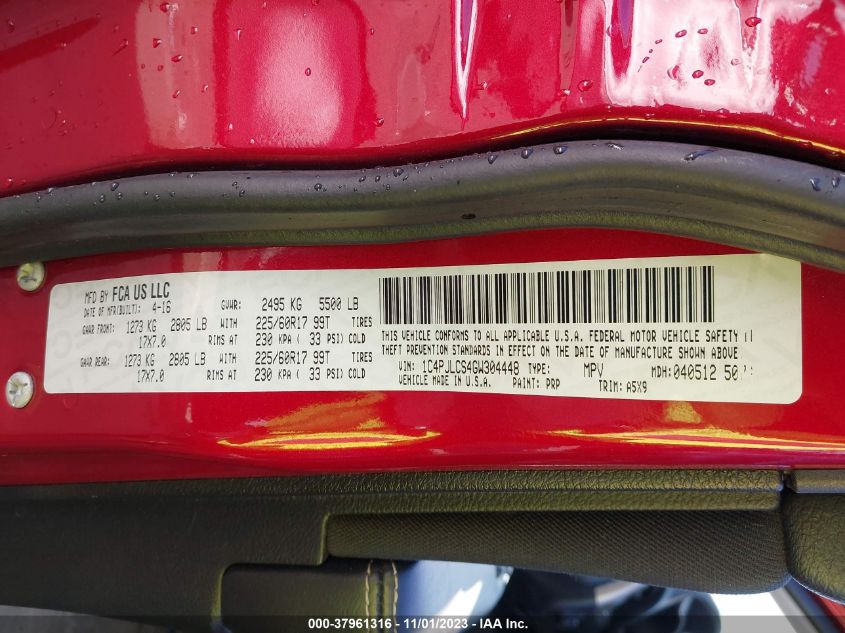 MFD BY FCA US LLC
DATE OF MFR(BUILT): 4-16 GVWR: 2495 KG 5500 LB
GAWR FRONT: 1273 KG 2805 LB WITH 225/60R17 99T TIRES
17X7.0 RIMS AT 230 KPA ( 33 PSI) COLD
GAWR REAR: 1273 KG 2805 LB WITH 225/60R17 99T TIRES
17X7.0 RIMS AT 230 KPA ( 33 PSI) COLD
THIS VEHICLE CONFORMS TO ALL APPLICABLE U.S.A. FEDERAL MOTOR VEHICLE SAFETY
THEFT PREVENTION STANDARDS IN EFFECT ON THE DATE OF MANUFACTURE SHOWN ABOVE
VIN: 1C4PJLCS4GW304448 TYPE: MPV MDH: 040512 50
VEHICLE MADE IN U.S.A. PAINT: PRP TRIM: A5X9
000-37961316 - 11/01/2023 - IAA Inc.